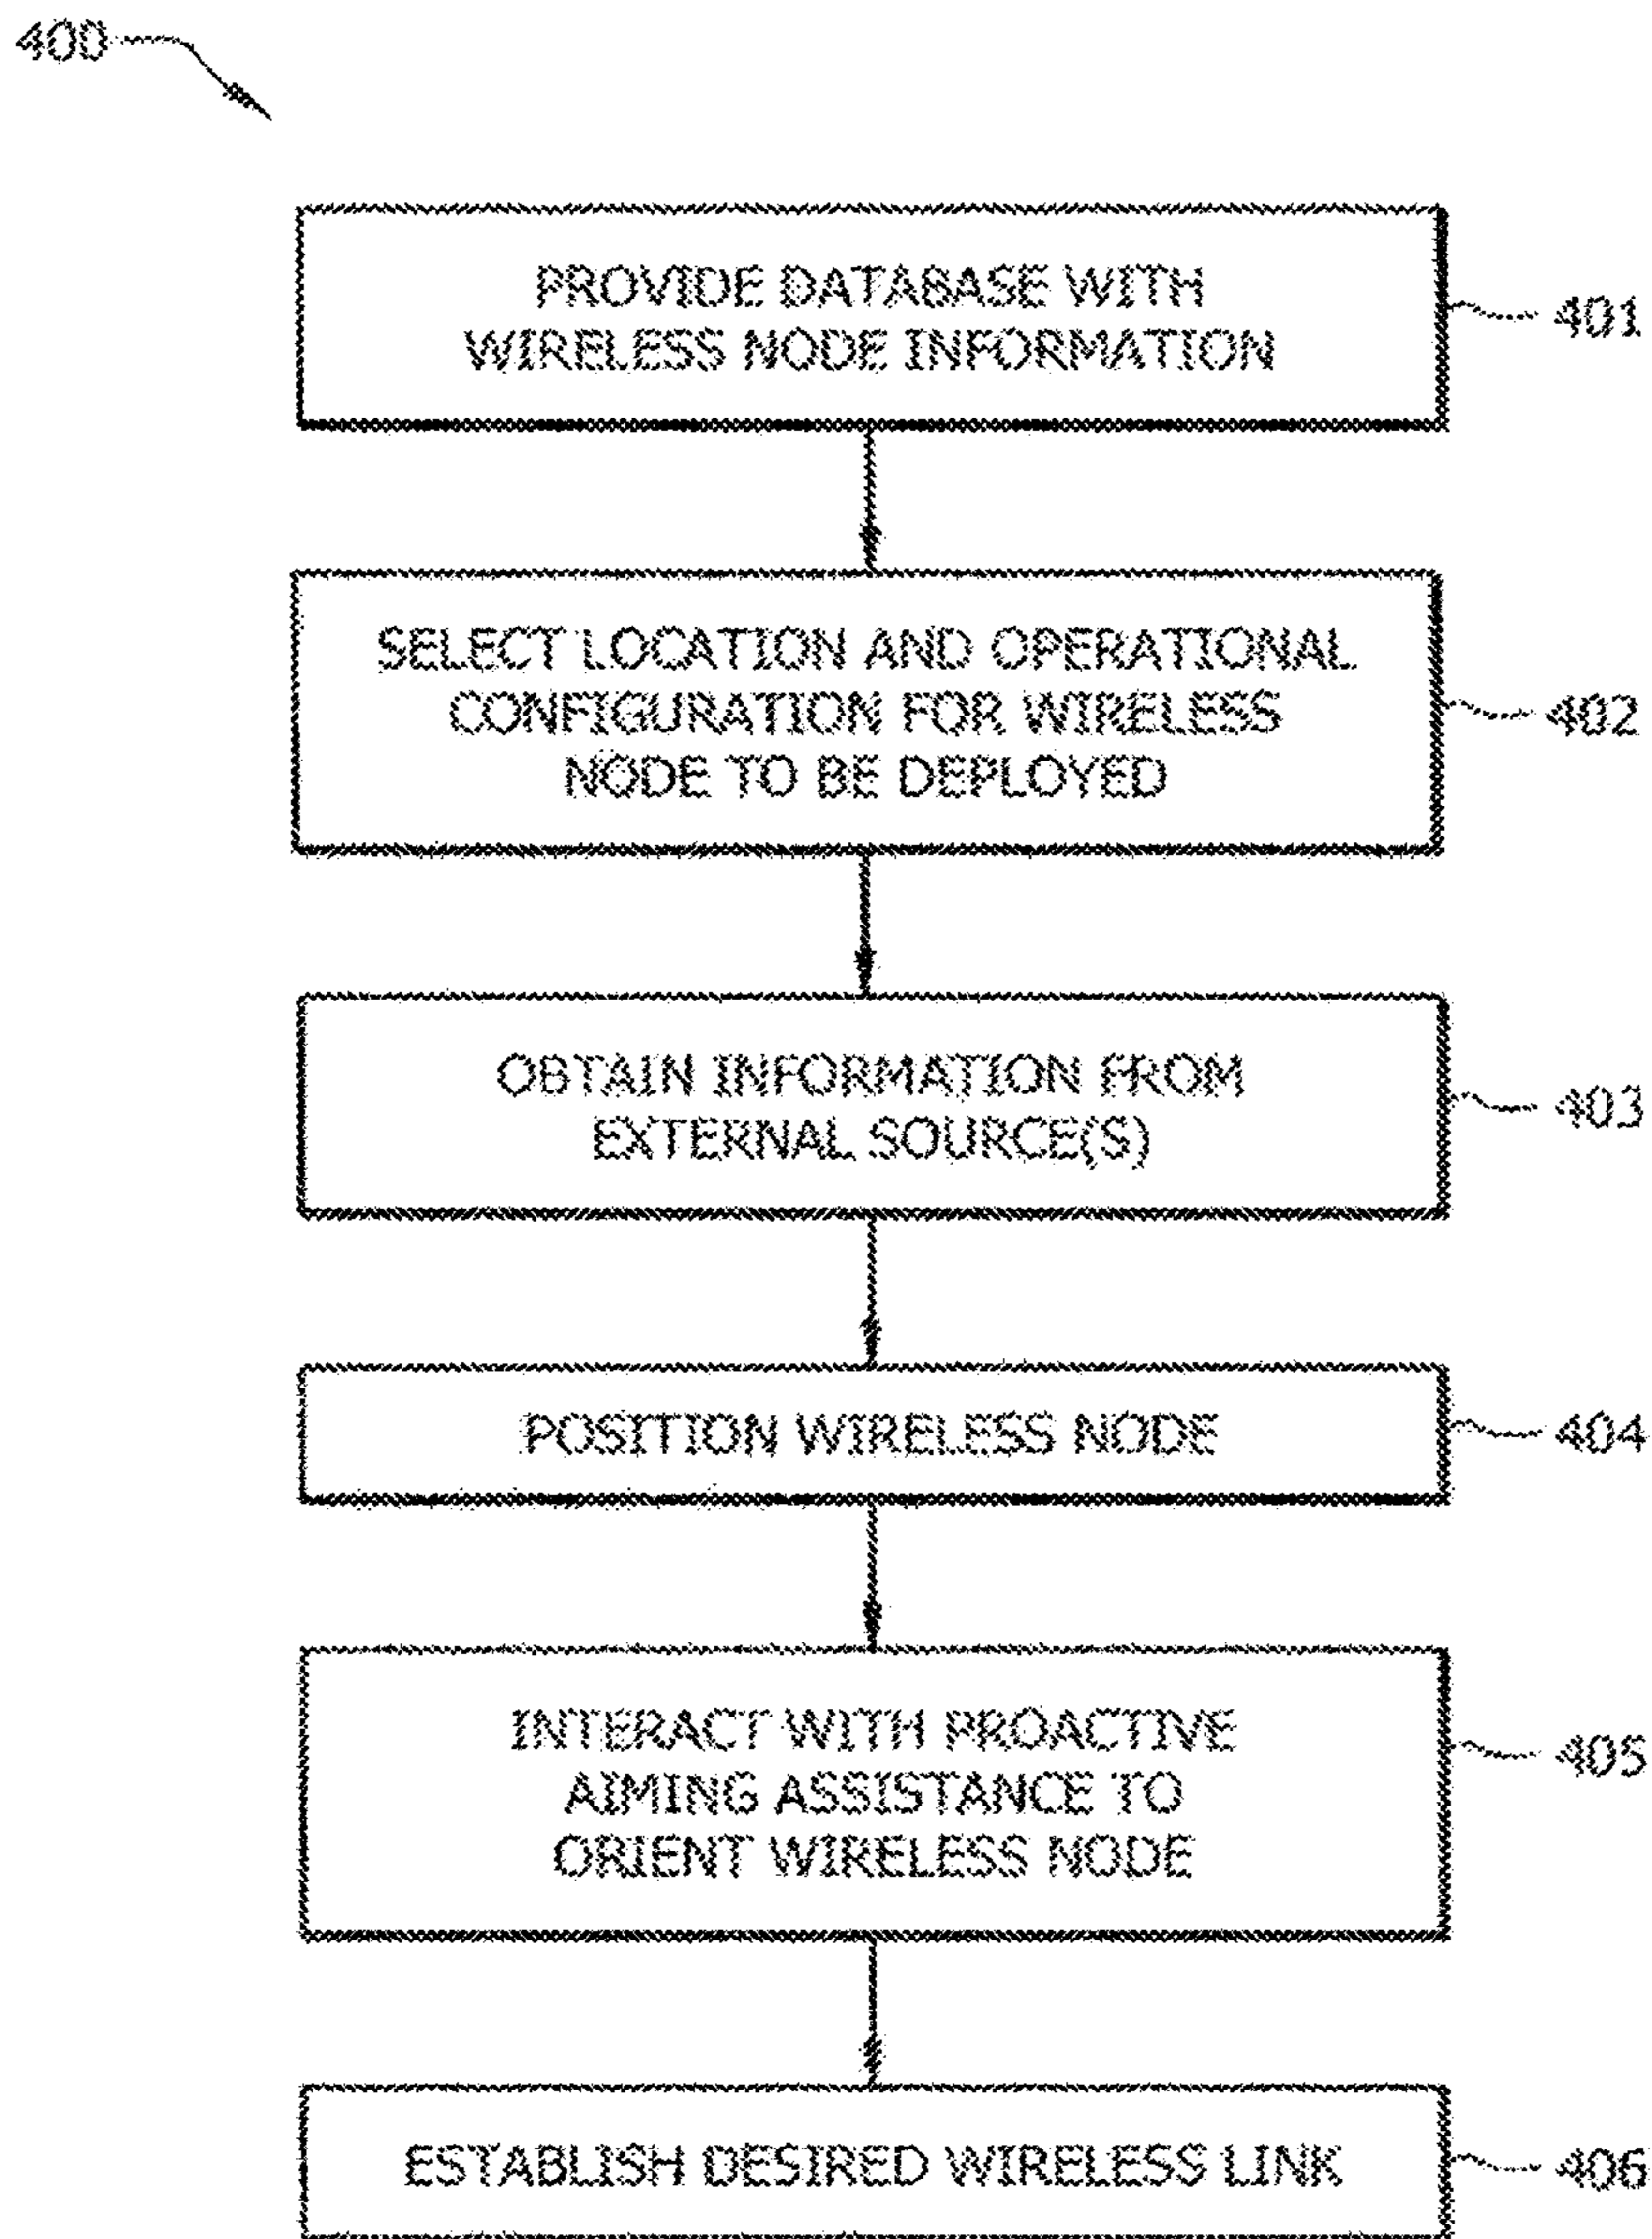 400
PROVIDE DATABASE WITH
WIRELESS NODE INFORMATION
401
SELECT LOCATION AND OPERATIONAL
CONFIGURATION FOR WIRELESS
NODE TO BE DEPLOYED
402
OBTAIN INFORMATION FROM
EXTERNAL SOURCE(S)
403
POSITION WIRELESS NODE
404
INTERACT WITH PROACTIVE
AIMING ASSISTANCE TO
ORIENT WIRELESS NODE
405
ESTABLISH DESIRED WIRELESS LINK
406